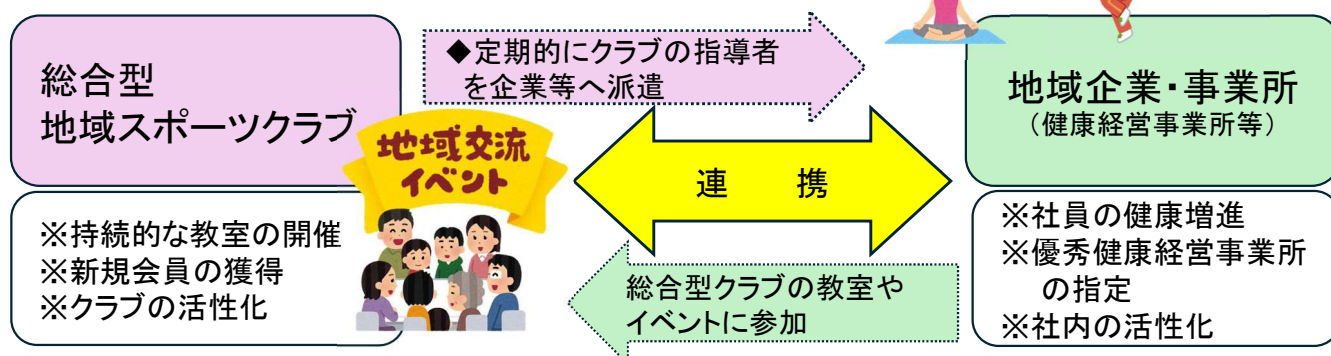 総合型
地域スポーツクラブ
◆定期的にクラブの指導者
を企業等へ派遣
地域企業・事業所
(健康経営事業所等)
地域交流
イベント
連　携
※持続的な教室の開催
※新規会員の獲得
※クラブの活性化
総合型クラブの教室や
イベントに参加
※社員の健康増進
※優秀健康経営事業所
の指定
※社内の活性化